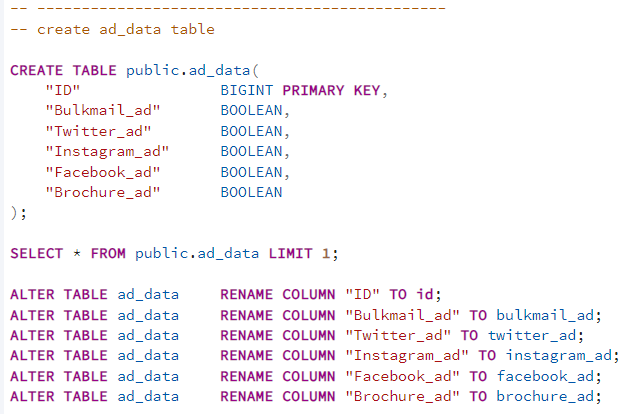 -- ----------------------------------------------
-- create ad_data table
CREATE TABLE public.ad_data(
"ID" BIGINT PRIMARY KEY,
"Bulkmail_ad" BOOLEAN,
"Twitter_ad" BOOLEAN,
"Instagram_ad" BOOLEAN,
"Facebook_ad" BOOLEAN,
"Brochure_ad" BOOLEAN
);
SELECT * FROM public.ad_data LIMIT 1;
ALTER TABLE ad_data RENAME COLUMN "ID" TO id;
ALTER TABLE ad_data RENAME COLUMN "Bulkmail_ad" TO bulkmail_ad;
ALTER TABLE ad_data RENAME COLUMN "Twitter_ad" TO twitter_ad;
ALTER TABLE ad_data RENAME COLUMN "Instagram_ad" TO instagram_ad;
ALTER TABLE ad_data RENAME COLUMN "Facebook_ad" TO facebook_ad;
ALTER TABLE ad_data RENAME COLUMN "Brochure_ad" TO brochure_ad;